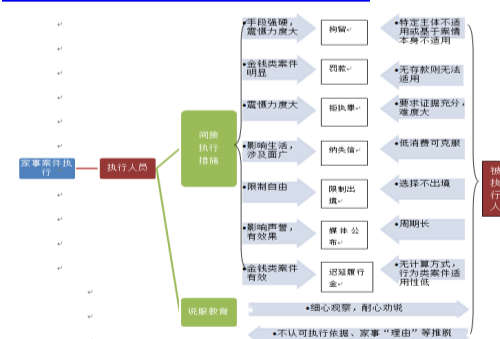 家事案件执
行
执行人员
间接
执行
措施
说服教育
•手段强硬，
震慑力度大
拘留
•特定主体不适
用或基于案情
本身不适用
•金钱类案件
明显
罚款
•无存款则无法
适用
•震慑力度大
拒执罪
•要求证据充分，
难度大
•影响生活，
涉及面广
纳失信
•低消费可克服
•限制自由
限制出
境
•选择不出境
•影响声誉，
有效果
媒体公
布
•周期长
•金钱类案件
有效
迟延履行
金
•无计算方式，
行为类案件适
用性低
•细心观察，耐心劝说
•不认可执行依据、家事“理由”等推脱
被
执
行
人